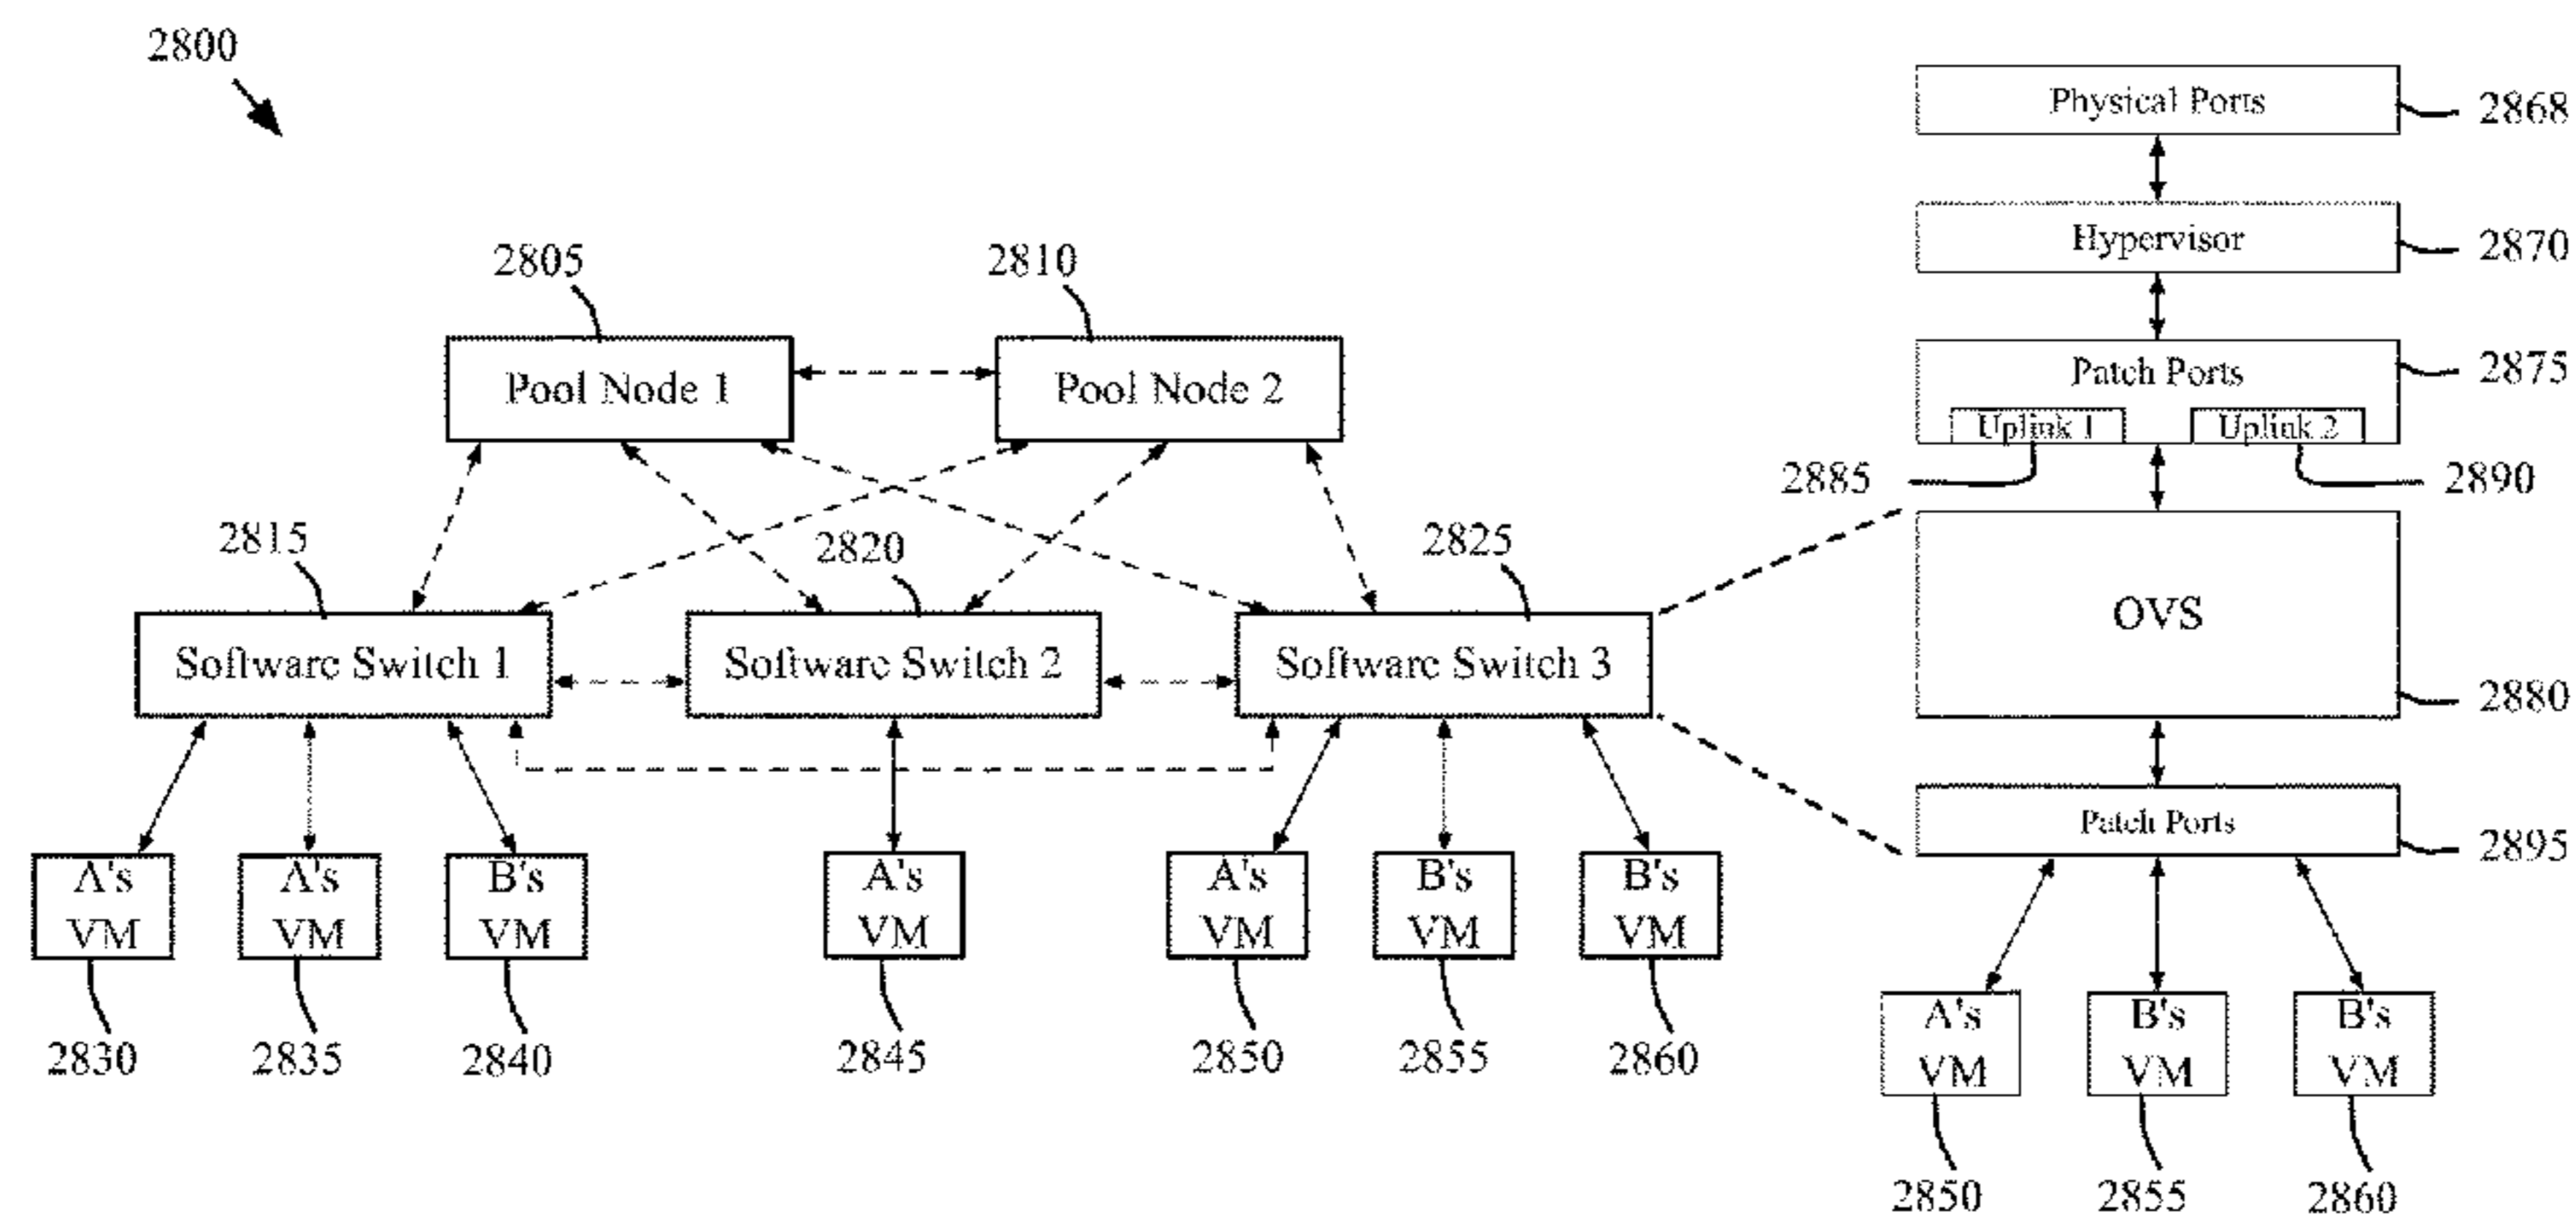 2800
Physical Ports
2868
2805
2810
Hypervisor
2870
Pool Node 1
Pool Node 2
Patch Ports
2875
Uplink 1
Uplink 2
2885
2890
2815
2820
2825
Software Switch 1
Software Switch 2
Software Switch 3
OVS
2880
Patch Ports
2895
A's
VM
A's
VM
B's
VM
A's
VM
A's
VM
B's
VM
B's
VM
2830
2835
2840
2845
2850
2855
2860
A's
VM
B's
VM
B's
VM
2850
2855
2860